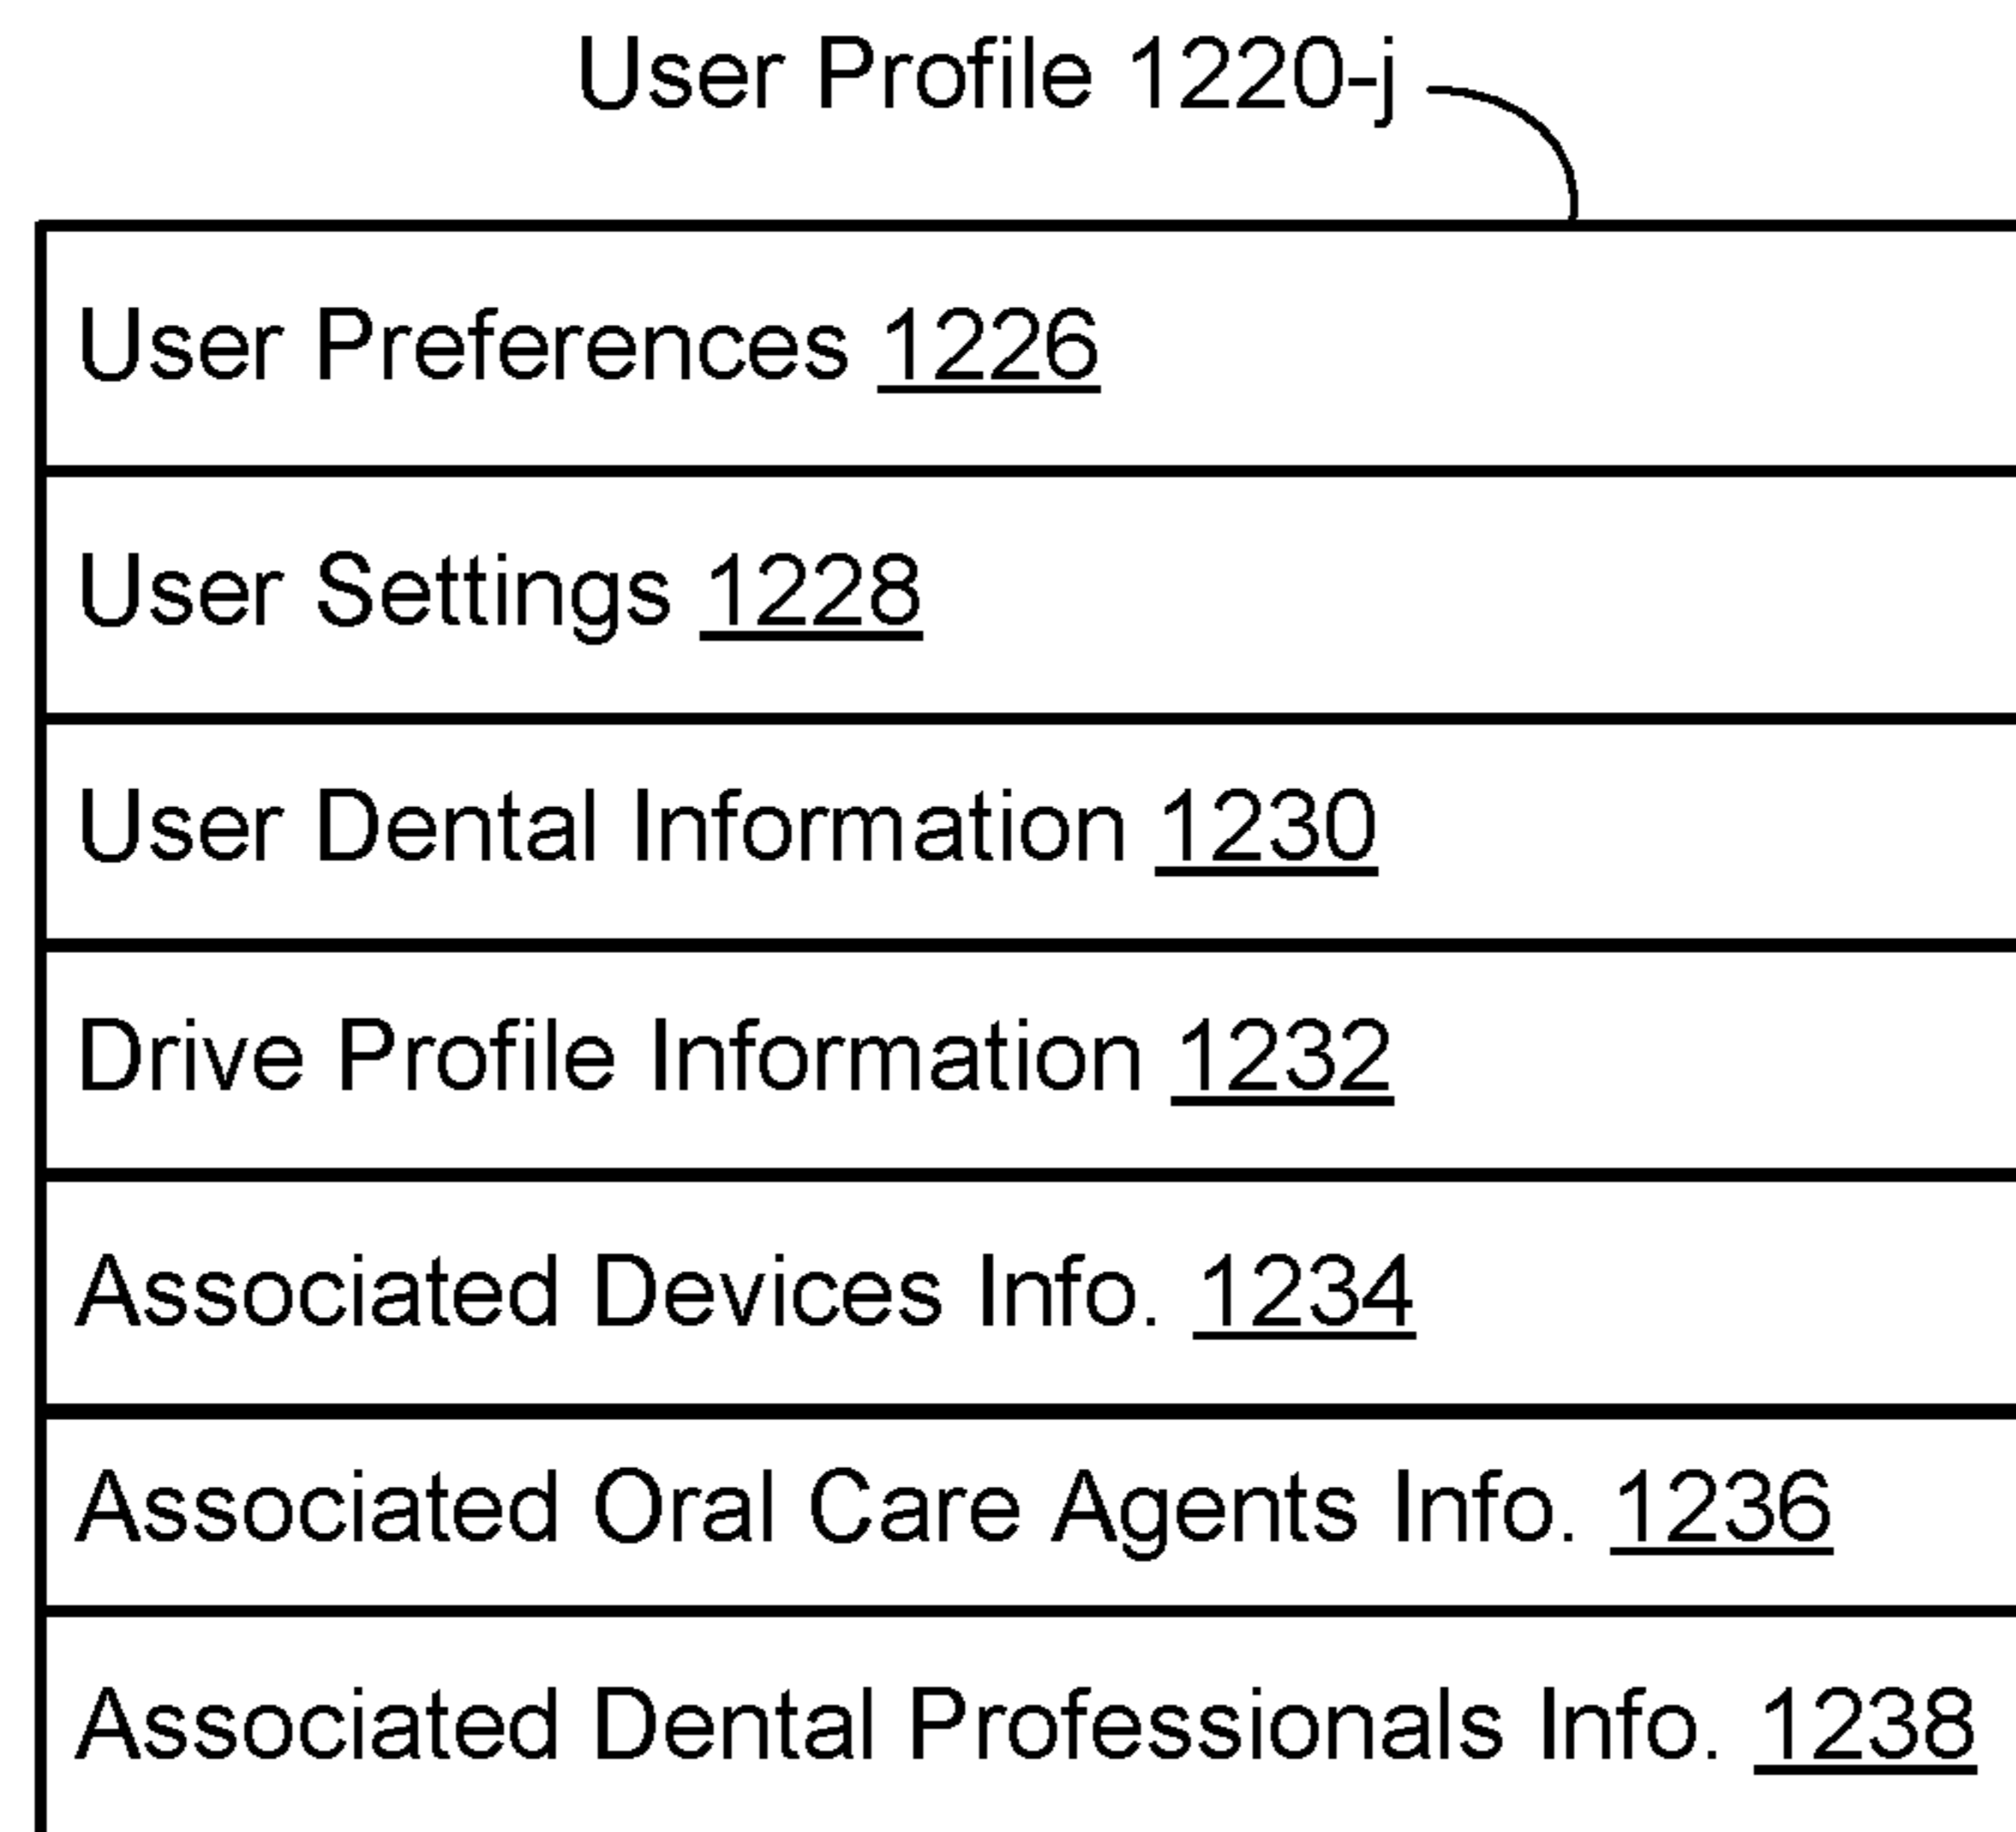 User Profile 1220-j
User Preferences 1226
User Settings 1228
User Dental Information 1230
Drive Profile Information 1232
Associated Devices Info. 1234
Associated Oral Care Agents Info. 1236
Associated Dental Professionals Info. 1238